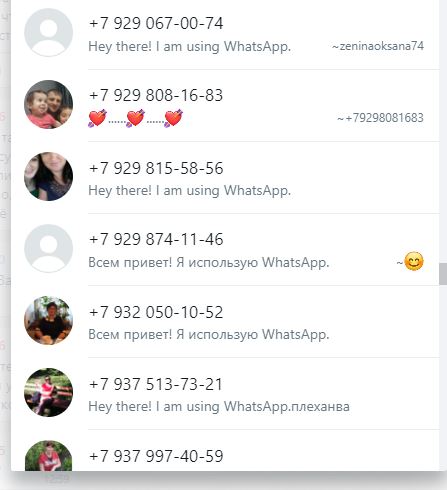 +7 929 067-00-74
Hey there! I am using WhatsApp. ~zeninaoksana74
+7 929 808-16-83
💘......💘......💘 ~+79298081683
+7 929 815-58-56
Hey there! I am using WhatsApp.
+7 929 874-11-46
Всем привет! Я использую WhatsApp. ~😊
+7 932 050-10-52
Всем привет! Я использую WhatsApp.
+7 937 513-73-21
Hey there! I am using WhatsApp.плеханва
+7 937 997-40-59
12:59